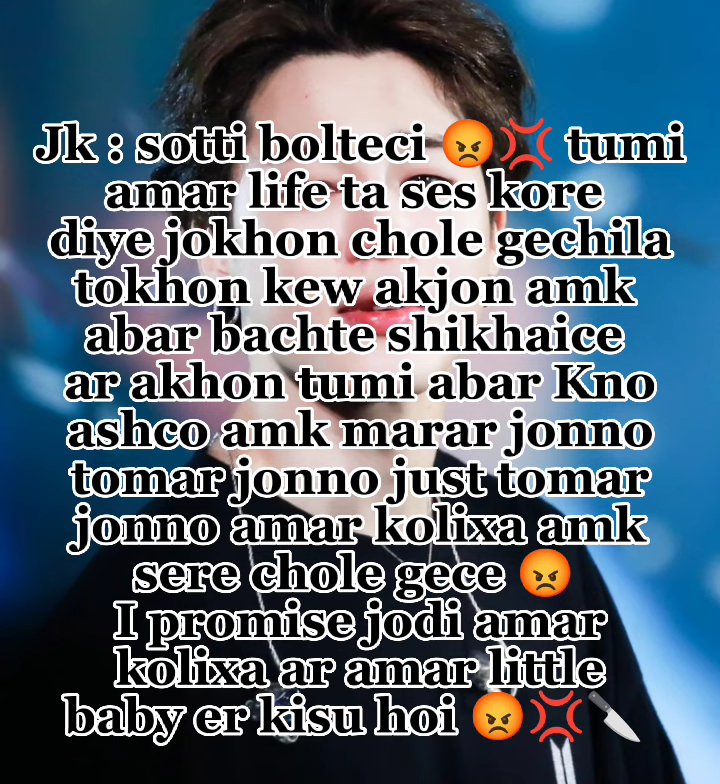 Jk : sotti bolteci 😡💢 tumi
amar life ta ses kore
diye jokhon chole gechila
tokhon kew akjon amk
abar bachte shikhaice
ar akhon tumi abar Kno
ashco amk marar jonno
tomar jonno just tomar
jonno amar kolixa amk
sere chole gece 😡
I promise jodi amar
kolixa ar amar little
baby er kisu hoi 😡💢🔪